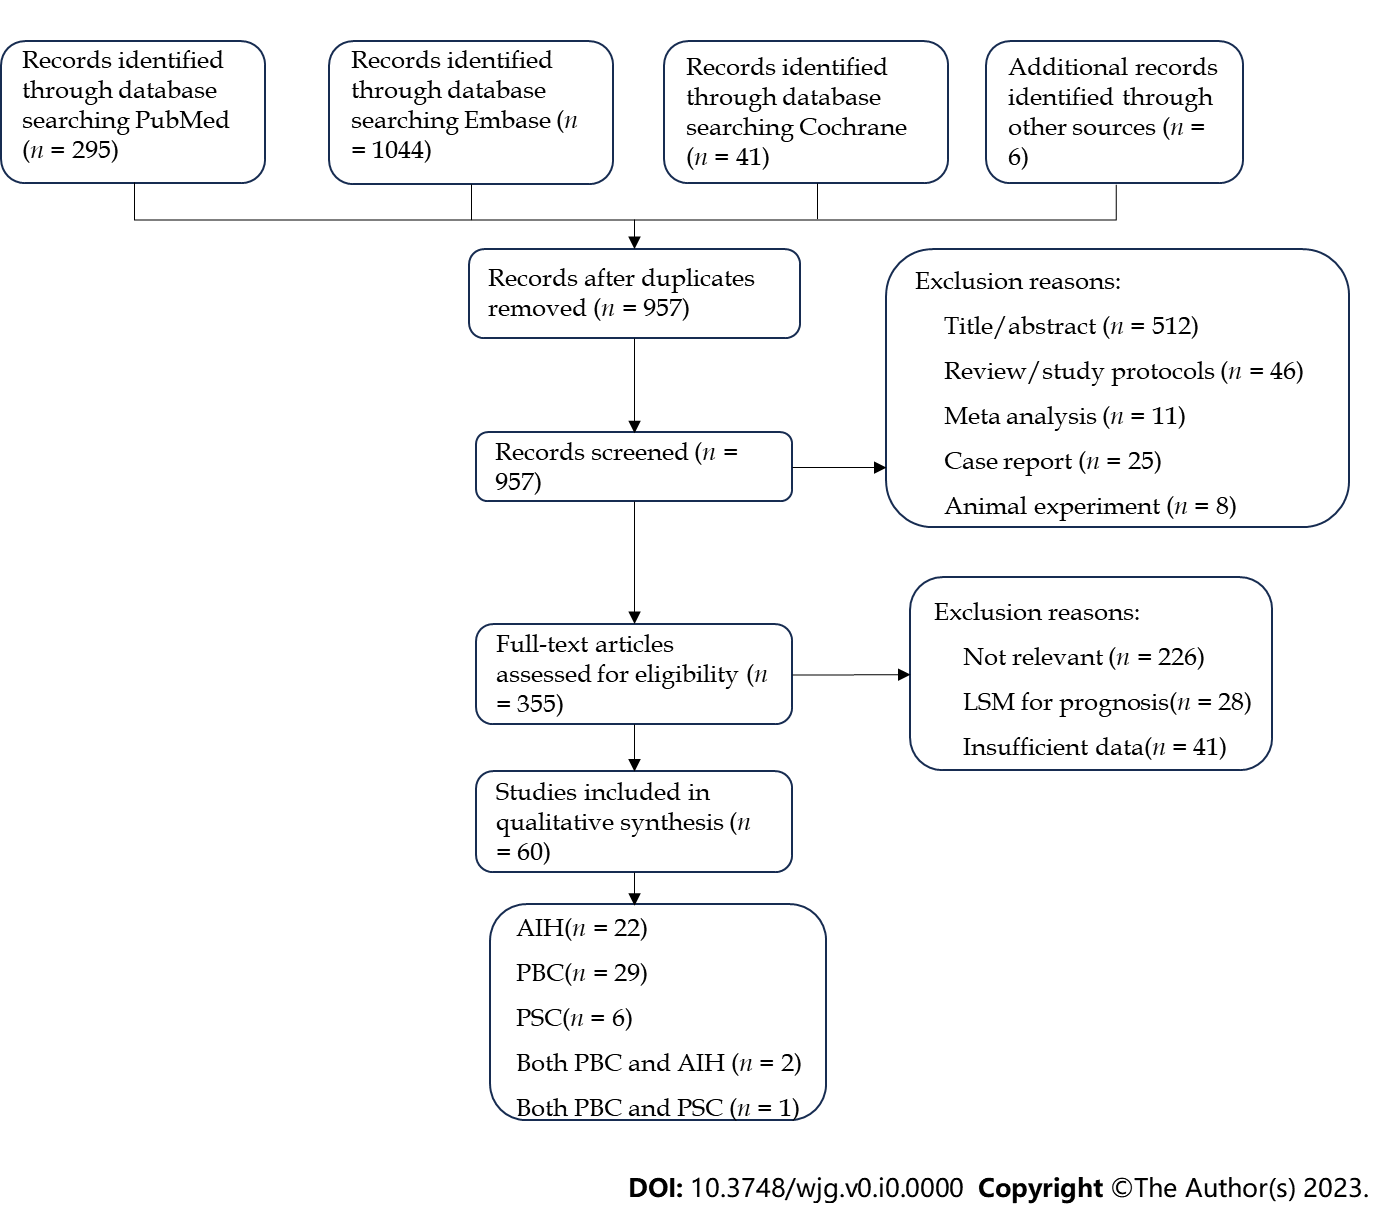 Records identified
through database
searching PubMed
(n = 295)
Records identified
through database
searching Embase (n
= 1044)
Records identified
through database
searching Cochrane
(n = 41)
Additional records
identified through
other sources (n =
6)
Records after duplicates
removed (n = 957)
Exclusion reasons:
Title/abstract (n = 512)
Review/study protocols (n = 46)
Meta analysis (n = 11)
Case report (n = 25)
Animal experiment (n = 8)
Records screened (n =
957)
Full-text articles
assessed for eligibility (n
= 355)
Exclusion reasons:
Not relevant (n = 226)
LSM for prognosis(n = 28)
Insufficient data(n = 41)
Studies included in
qualitative synthesis (n
= 60)
AIH(n = 22)
PBC(n = 29)
PSC(n = 6)
Both PBC and AIH (n = 2)
Both PBC and PSC (n = 1)
DOI: 10.3748/wjg.v0.i0.0000 Copyright ©The Author(s) 2023.